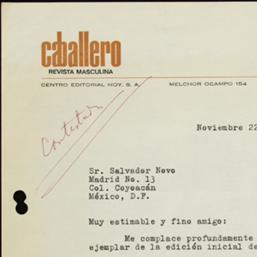 caballero
REVISTA MASCULINA
CENTRO EDITORIAL HOY, S. A.   MELCHOR OCAMPO 154
Contestada
Noviembre 22
Sr. Salvador Novo
Madrid No. 13
Col. Coyoacán
México, D.F.
Muy estimable y fino amigo:
Me complace profundamente
ejemplar de la edición inicial de